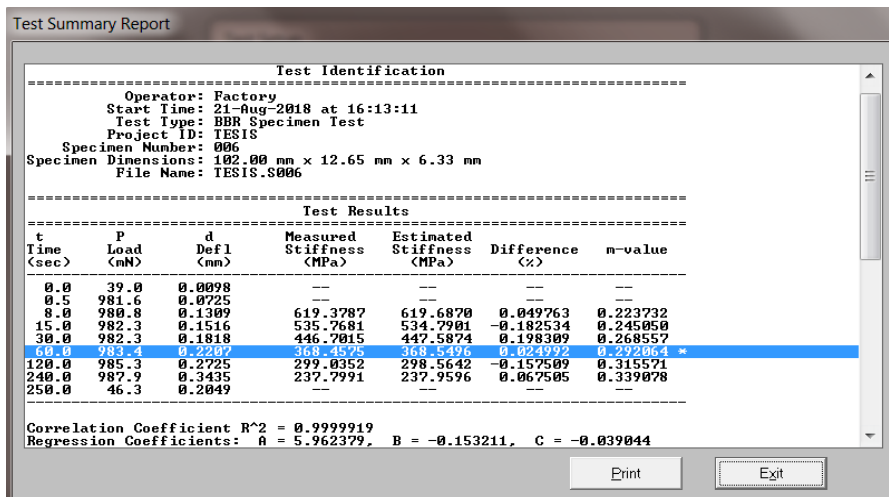 Test Summary Report
Test Identification
================================================================================
Operator: Factory
Start Time: 21-Aug-2018 at 16:13:11
Test Type: BBR Specimen Test
Project ID: TESIS
Specimen Number: 006
Specimen Dimensions: 102.00 mm x 12.65 mm x 6.33 mm
File Name: TESIS.S006
================================================================================
Test Results
================================================================================
t P d Measured Estimated
Time Load Defl Stiffness Stiffness Difference m-value
(sec) (mN) (mm) (MPa) (MPa) (%)
--------------------------------------------------------------------------------
0.0 39.0 0.0098 -- -- -- --
0.5 981.6 0.0725 -- -- -- --
8.0 980.8 0.1309 619.3787 619.6870 0.049763 0.223732
15.0 982.3 0.1516 535.7681 534.7901 -0.182534 0.245050
30.0 982.3 0.1818 446.7015 447.5874 0.198309 0.268557
60.0 983.4 0.2207 368.4575 368.5496 0.024992 0.292064 *
120.0 985.3 0.2725 299.0352 298.5642 -0.157509 0.315571
240.0 987.9 0.3435 237.7991 237.9596 0.067505 0.339078
250.0 46.3 0.2049 -- -- -- --
--------------------------------------------------------------------------------
Correlation Coefficient R^2 = 0.9999919
Regression Coefficients: A = 5.962379, B = -0.153211, C = -0.039044
Print Exit